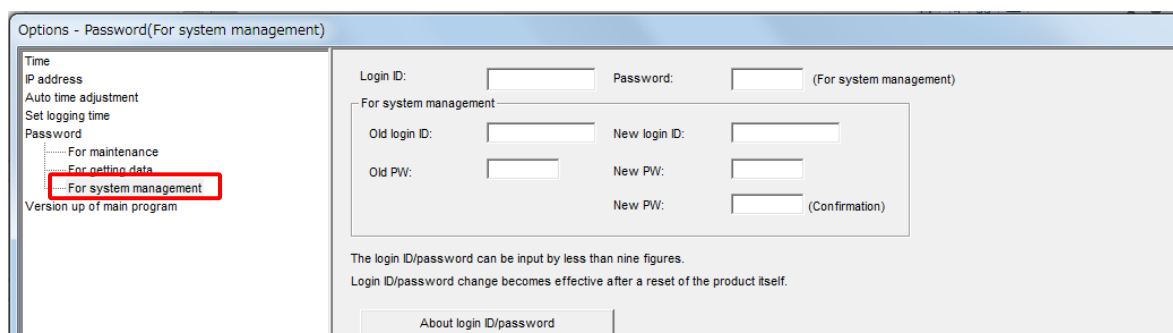 Options - Password(For system management)
Time
IP address
Auto time adjustment
Set logging time
Password
For maintenance
For getting data
For system management
Version up of main program
Login ID: Password: (For system management)
For system management
Old login ID: New login ID:
Old PW: New PW:
New PW: (Confirmation)
The login ID/password can be input by less than nine figures.
Login ID/password change becomes effective after a reset of the product itself.
About login ID/password